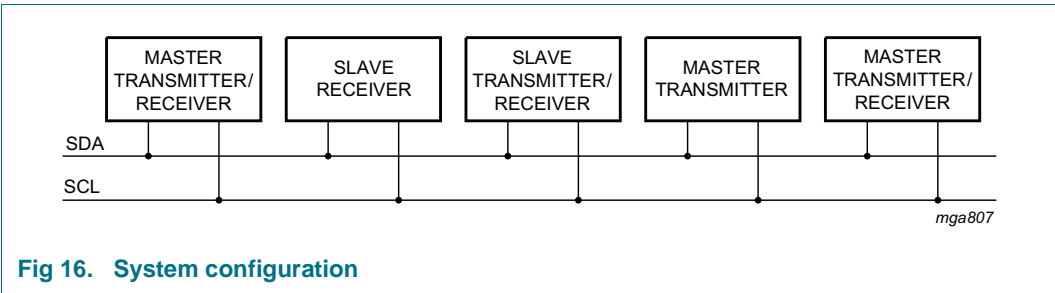 MASTER
TRANSMITTER/
RECEIVER
SLAVE
RECEIVER
SLAVE
TRANSMITTER/
RECEIVER
MASTER
TRANSMITTER
MASTER
TRANSMITTER/
RECEIVER
SDA
SCL
mga807
Fig 16. System configuration